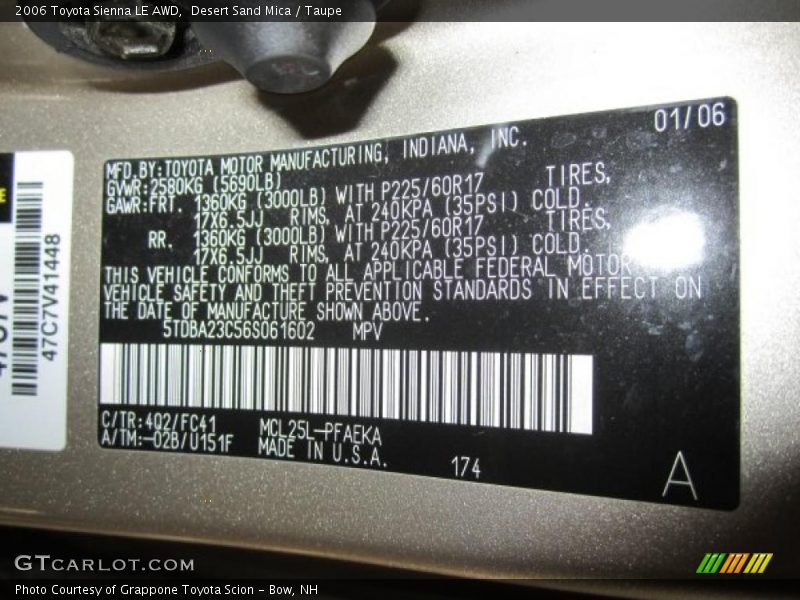 2006 Toyota Sienna LE AWD,  Desert Sand Mica / Taupe
01/06
MFD.BY:TOYOTA MOTOR MANUFACTURING, INDIANA, INC.
GVWR:2580KG (5690LB)
GAWR:FRT. 1360KG (3000LB) WITH P225/60R17 TIRES,
17X6.5JJ RIMS, AT 240KPA (35PSI) COLD.
RR. 1360KG (3000LB) WITH P225/60R17 TIRES,
17X6.5JJ RIMS, AT 240KPA (35PSI) COLD.
THIS VEHICLE CONFORMS TO ALL APPLICABLE FEDERAL MOTOR
VEHICLE SAFETY AND THEFT PREVENTION STANDARDS IN EFFECT ON
THE DATE OF MANUFACTURE SHOWN ABOVE.
5TDBA23C56S061602 MPV
C/TR:4Q2/FC41 MCL25L-PFAEKA
A/TM:-02B/U151F MADE IN U.S.A.
174
A
47C7V41448
GTCARLOT.COM
Photo Courtesy of Grappone Toyota Scion - Bow, NH